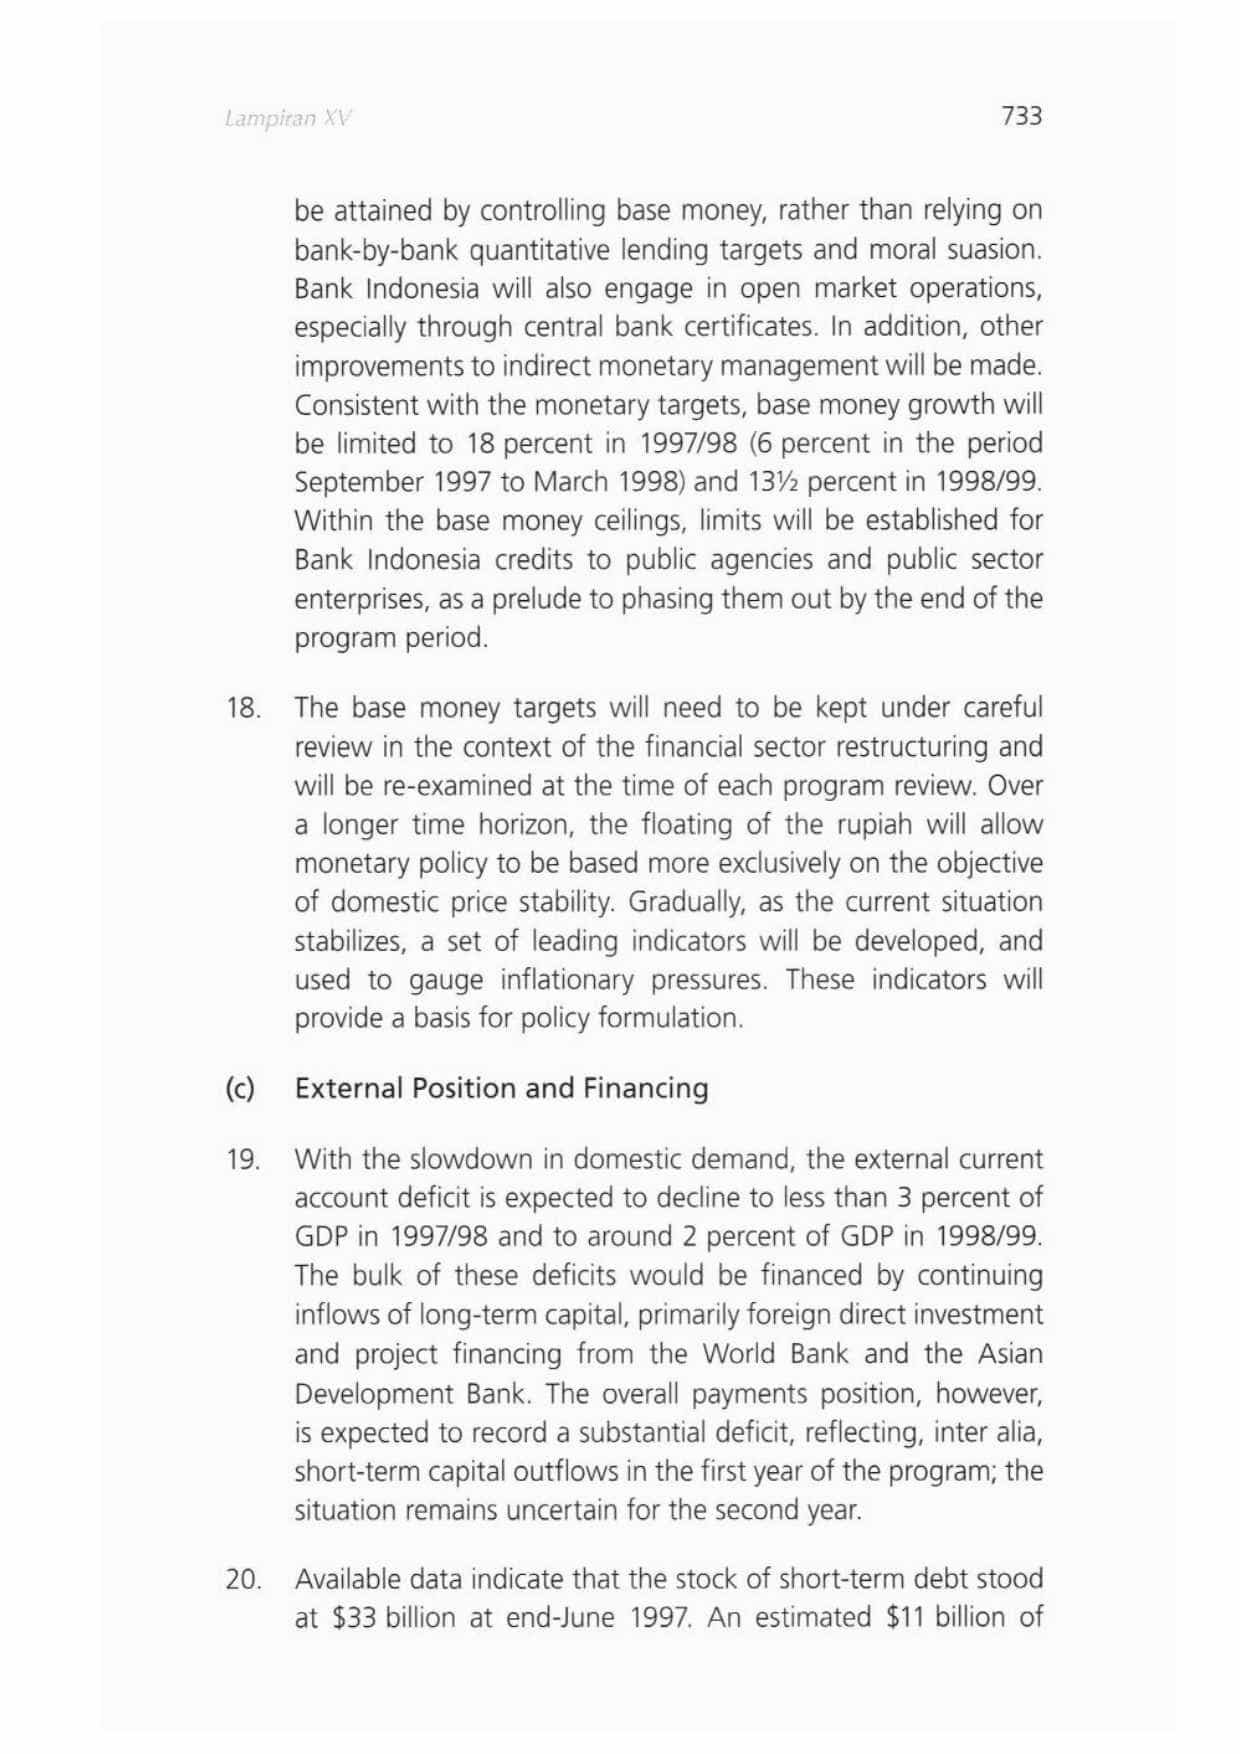 Lampiran XV
733
be attained by controlling base money, rather than relying on
bank-by-bank quantitative lending targets and moral suasion.
Bank Indonesia will also engage in open market operations,
especially through central bank certificates. In addition, other
improvements to indirect monetary management will be made.
Consistent with the monetary targets, base money growth will
be limited to 18 percent in 1997/98 (6 percent in the period
September 1997 to March 1998) and 13½ percent in 1998/99.
Within the base money ceilings, limits will be established for
Bank Indonesia credits to public agencies and public sector
enterprises, as a prelude to phasing them out by the end of the
program period.
18. The base money targets will need to be kept under careful
review in the context of the financial sector restructuring and
will be re-examined at the time of each program review. Over
a longer time horizon, the floating of the rupiah will allow
monetary policy to be based more exclusively on the objective
of domestic price stability. Gradually, as the current situation
stabilizes, a set of leading indicators will be developed, and
used to gauge inflationary pressures. These indicators will
provide a basis for policy formulation.
(c) External Position and Financing
19. With the slowdown in domestic demand, the external current
account deficit is expected to decline to less than 3 percent of
GDP in 1997/98 and to around 2 percent of GDP in 1998/99.
The bulk of these deficits would be financed by continuing
inflows of long-term capital, primarily foreign direct investment
and project financing from the World Bank and the Asian
Development Bank. The overall payments position, however,
is expected to record a substantial deficit, reflecting, inter alia,
short-term capital outflows in the first year of the program; the
situation remains uncertain for the second year.
20. Available data indicate that the stock of short-term debt stood
at $33 billion at end-June 1997. An estimated $11 billion of